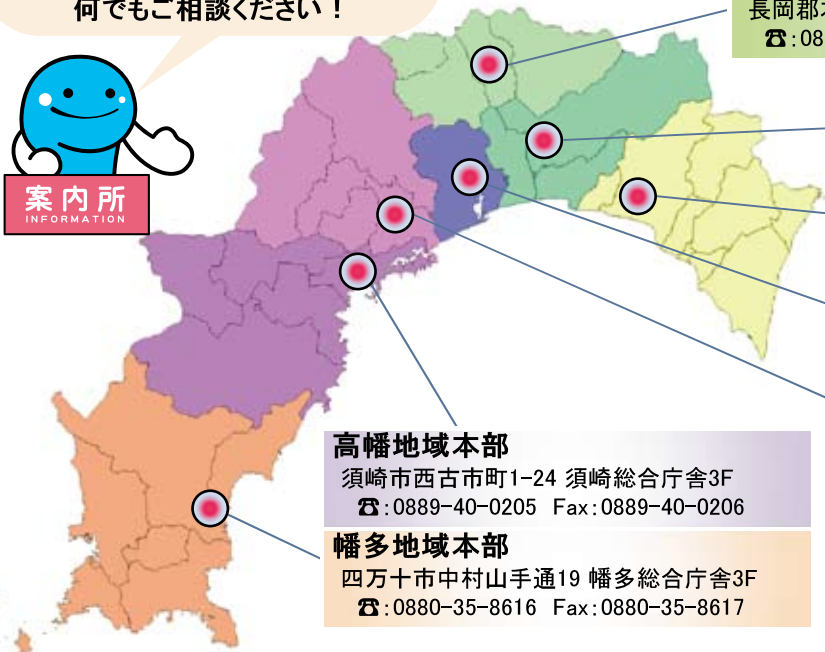 何でもご相談ください！
長岡郡
☎:08
案内所
INFORMATION
高幡地域本部
須崎市西古市町1-24 須崎総合庁舎3F
☎:0889-40-0205 Fax:0889-40-0206
幡多地域本部
四万十市中村山手通19 幡多総合庁舎3F
☎:0880-35-8616 Fax:0880-35-8617